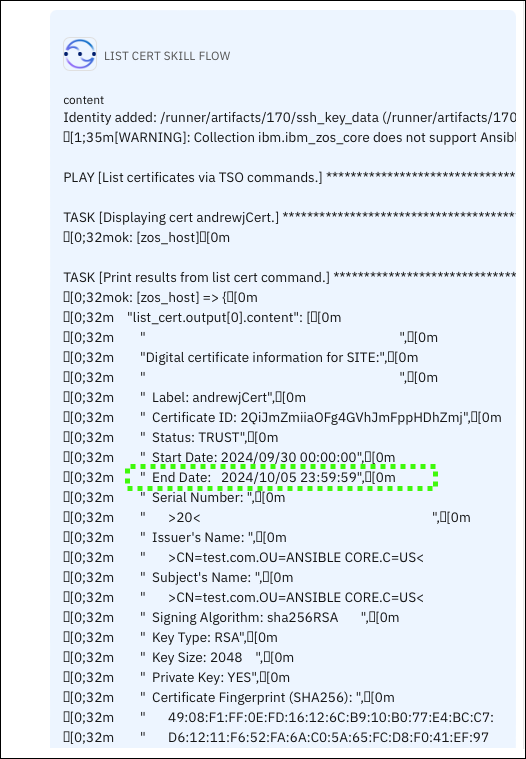 LIST CERT SKILL FLOW
content
Identity added: /runner/artifacts/170/ssh_key_data (/runner/artifacts/170
▯[1;35m[WARNING]: Collection ibm.ibm_zos_core does not support Ansibl
PLAY [List certificates via TSO commands.] *******************************
TASK [Displaying cert andrewjCert.] **************************************
▯[0;32mok: [zos_host]▯[0m
TASK [Print results from list cert command.] *****************************
▯[0;32mok: [zos_host] => {▯[0m
▯[0;32m    "list_cert.output[0].content": [▯[0m
▯[0;32m        "                                                                        ",▯[0m
▯[0;32m        "Digital certificate information for SITE:",▯[0m
▯[0;32m        "                                                                        ",▯[0m
▯[0;32m        "  Label: andrewjCert",▯[0m
▯[0;32m        "  Certificate ID: 2QiJmZmiiaOFg4GVhJmFppHDhZmj",▯[0m
▯[0;32m        "  Status: TRUST",▯[0m
▯[0;32m        "  Start Date: 2024/09/30 00:00:00",▯[0m
▯[0;32m        "  End Date:   2024/10/05 23:59:59",▯[0m
▯[0;32m        "  Serial Number: ",▯[0m
▯[0;32m        "       >20<                                                                 ",▯[0m
▯[0;32m        "  Issuer's Name: ",▯[0m
▯[0;32m        "       >CN=test.com.OU=ANSIBLE CORE.C=US<
▯[0;32m        "  Subject's Name: ",▯[0m
▯[0;32m        "       >CN=test.com.OU=ANSIBLE CORE.C=US<
▯[0;32m        "  Signing Algorithm: sha256RSA      ",▯[0m
▯[0;32m        "  Key Type: RSA",▯[0m
▯[0;32m        "  Key Size: 2048    ",▯[0m
▯[0;32m        "  Private Key: YES",▯[0m
▯[0;32m        "  Certificate Fingerprint (SHA256): ",▯[0m
▯[0;32m        "       49:08:F1:FF:0E:FD:16:12:6C:B9:10:B0:77:E4:BC:C7:
▯[0;32m        "       D6:12:11:F6:52:FA:6A:C0:5A:65:FC:D8:F0:41:EF:97